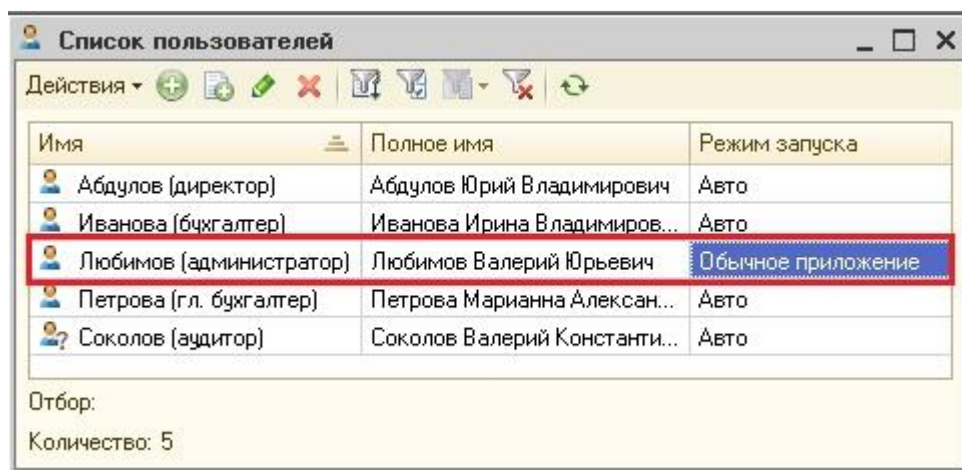 Список пользователей
Действия
Имя Полное имя Режим запуска
Абдулов (директор) Абдулов Юрий Владимирович Авто
Иванова (бухгалтер) Иванова Ирина Владимиров... Авто
Любимов (администратор) Любимов Валерий Юрьевич Обычное приложение
Петрова (гл. бухгалтер) Петрова Марианна Алексан... Авто
Соколов (аудитор) Соколов Валерий Константи... Авто
Отбор:
Количество: 5